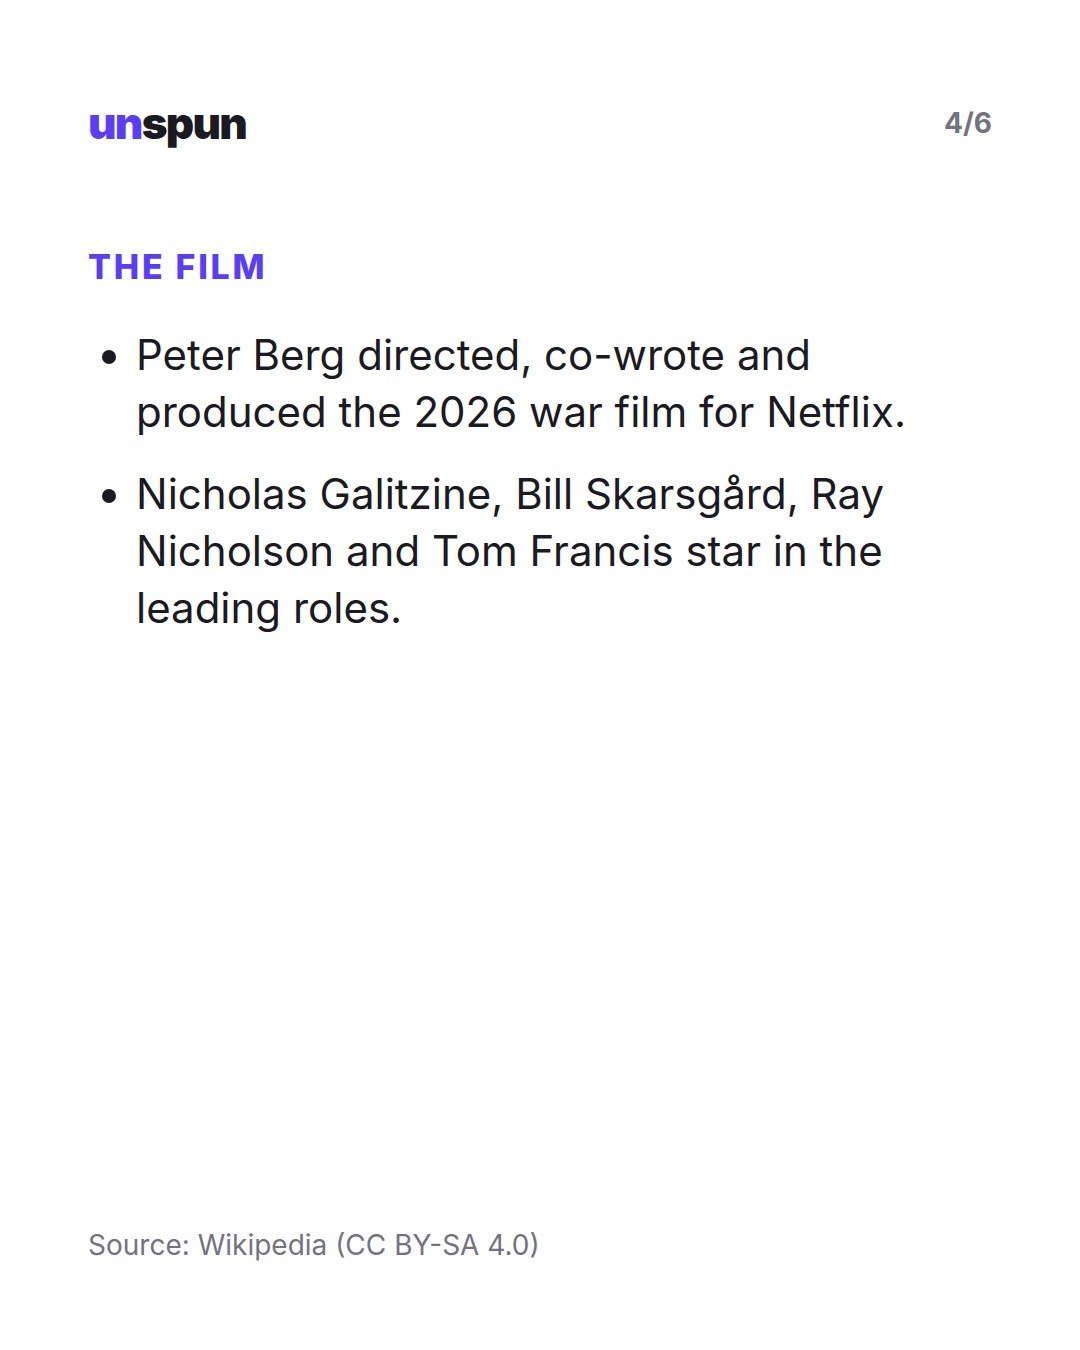 unspun
4/6
THE FILM
• Peter Berg directed, co-wrote and
produced the 2026 war film for Netflix.
• Nicholas Galitzine, Bill Skarsgård, Ray
Nicholson and Tom Francis star in the
leading roles.
Source: Wikipedia (CC BY-SA 4.0)